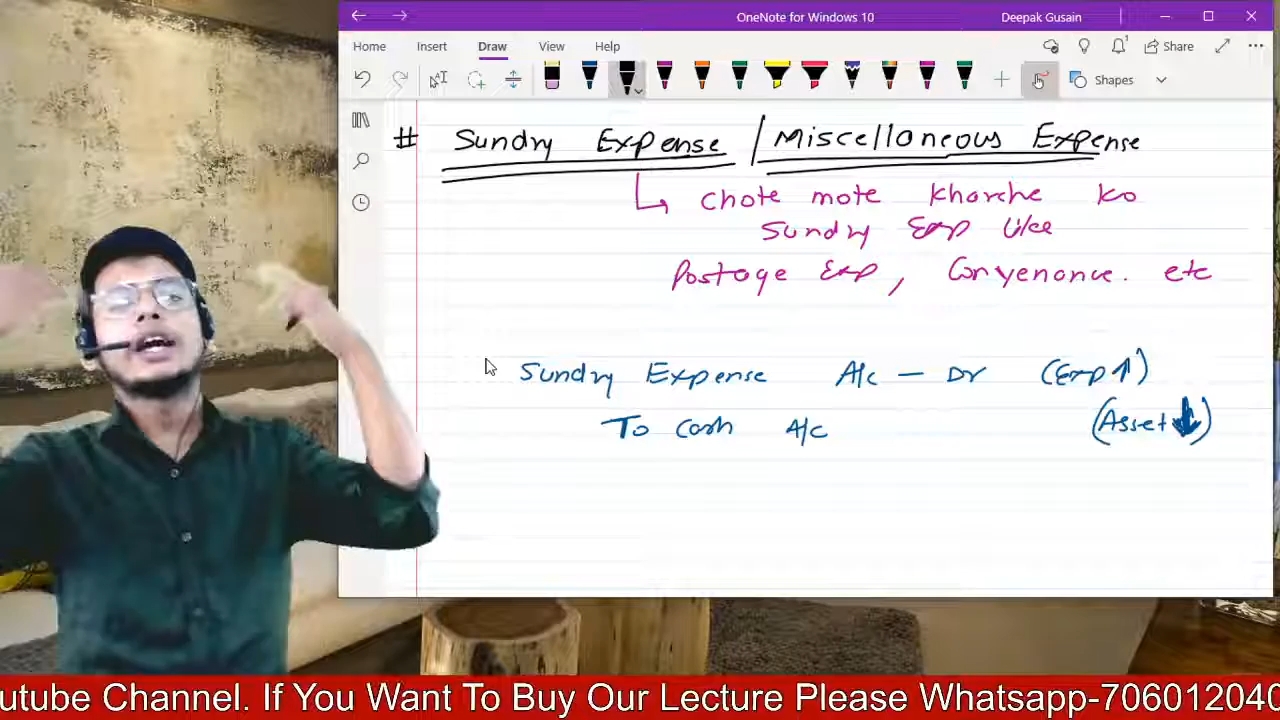 OneNote for Windows 10
Deepak Gusain
Home Insert Draw View Help
Share
Shapes
# Sundry Expense / Miscellaneous Expense
Chote mote Kharche ko
Sundry Exp like
Postage Exp, Convenance. etc
Sundry Expense A/c — Dr (Exp↑)
To Cash A/c (Asset↓)
utube Channel. If You Want To Buy Our Lecture Please Whatsapp-706012040